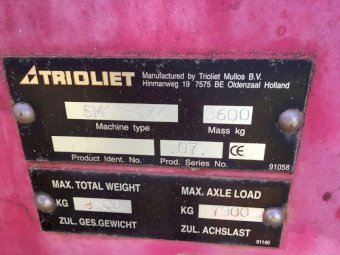 TRIOLIET
Manufactured by Trioliet Mullos B.V.
Hinmanweg 19 7575 BE Oldenzaal Holland
3600
Machine type Mass kg
07 CE
Product Ident. No. Prod. Series No.
91058
MAX. TOTAL WEIGHT MAX. AXLE LOAD
KG KG 7300
ZUL. GES.GEWICHT ZUL. ACHSLAST
91140